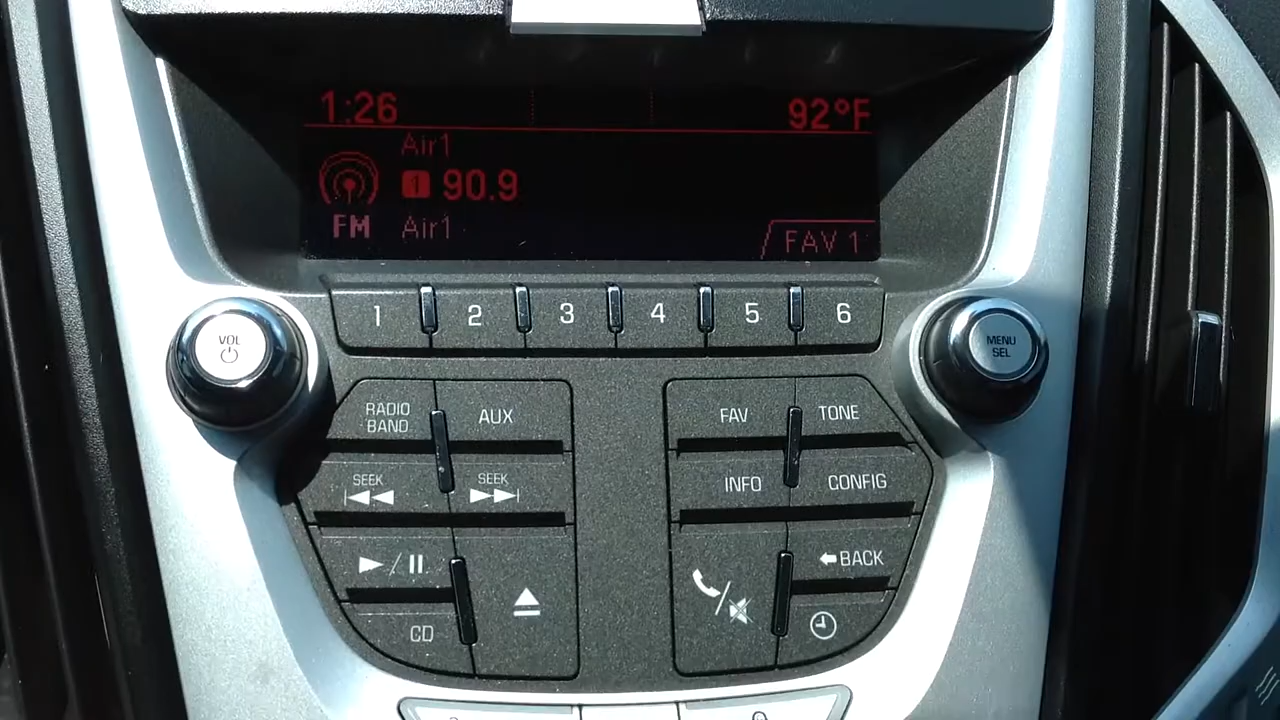 1:26 92°F
Air1
1 90.9
FM Air1 FAV 1
1 2 3 4 5 6
VOL
MENU
SEL
RADIO
BAND
AUX
FAV TONE
SEEK SEEK
INFO CONFIG
BACK
CD